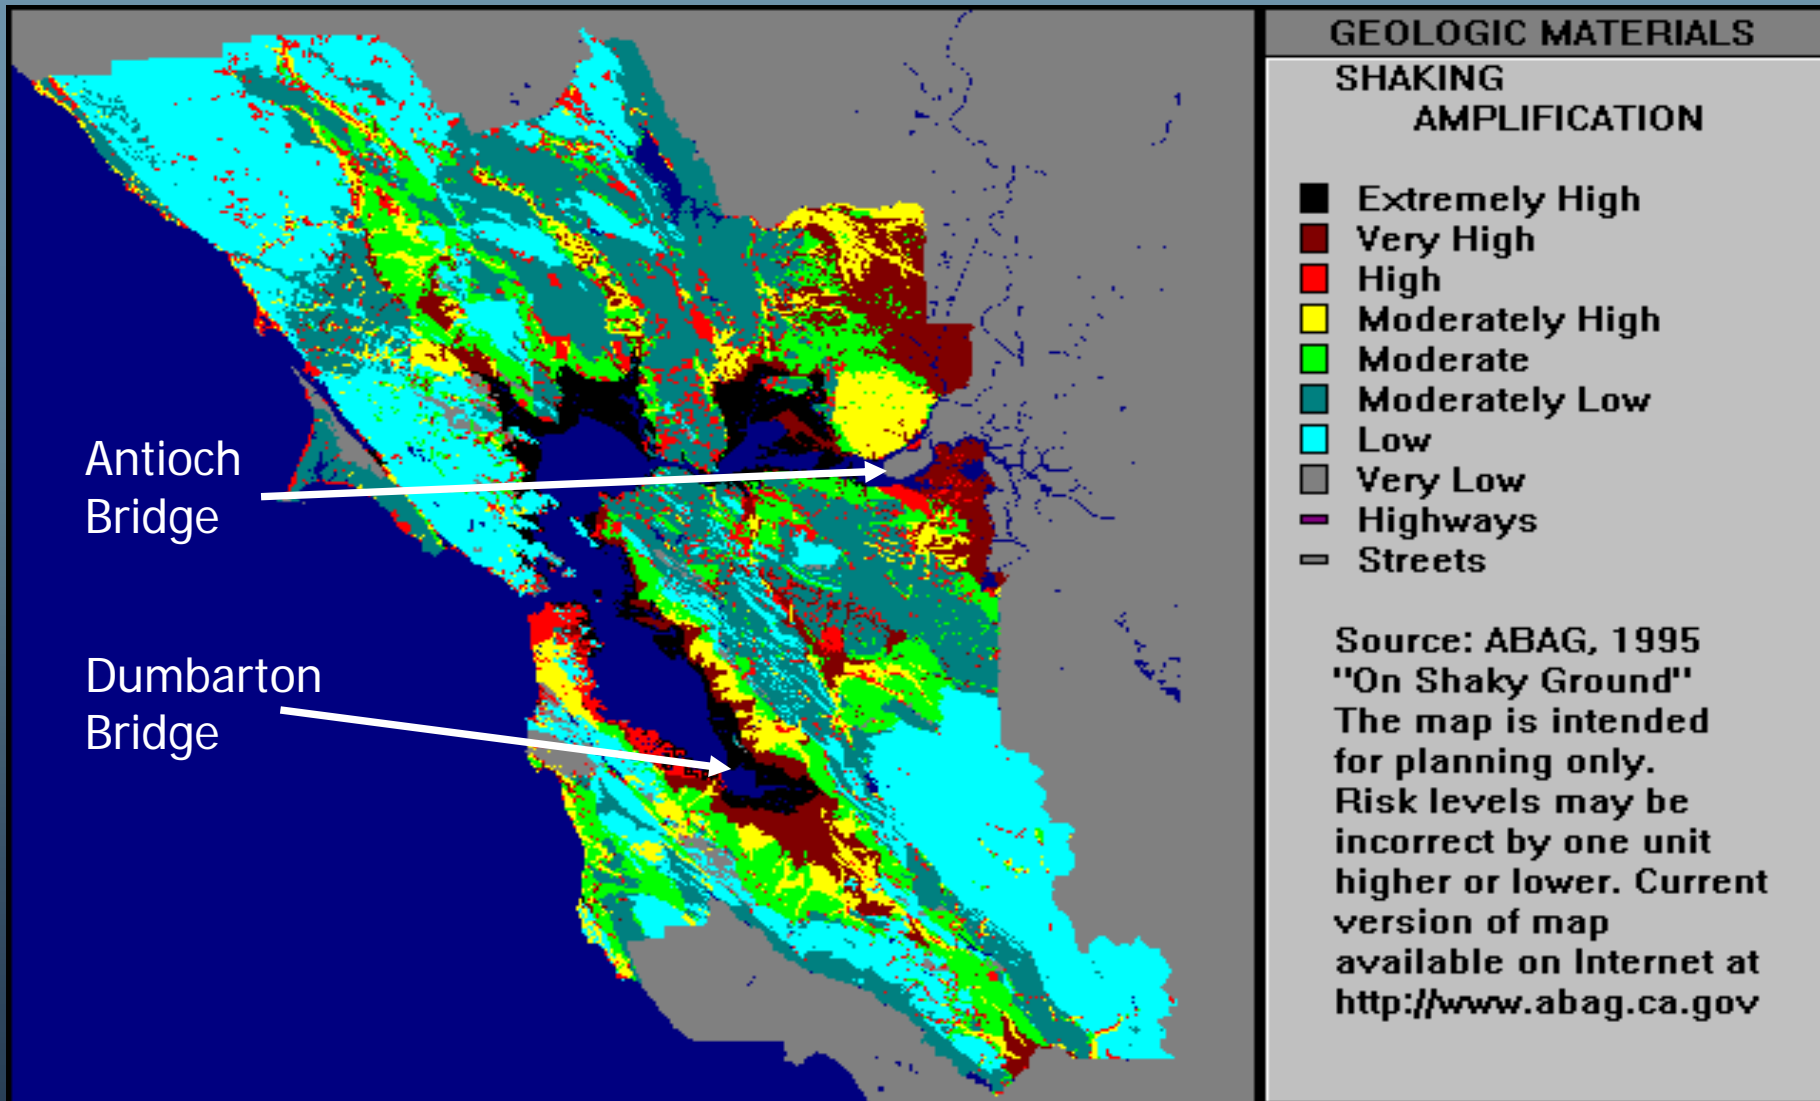 Antioch
Bridge
Dumbarton
Bridge
GEOLOGIC MATERIALS
SHAKING
AMPLIFICATION
Extremely High
Very High
High
Moderately High
Moderate
Moderately Low
Low
Very Low
Highways
Streets
Source: ABAG, 1995
"On Shaky Ground"
The map is intended
for planning only.
Risk levels may be
incorrect by one unit
higher or lower. Current
version of map
available on Internet at
http://www.abag.ca.gov